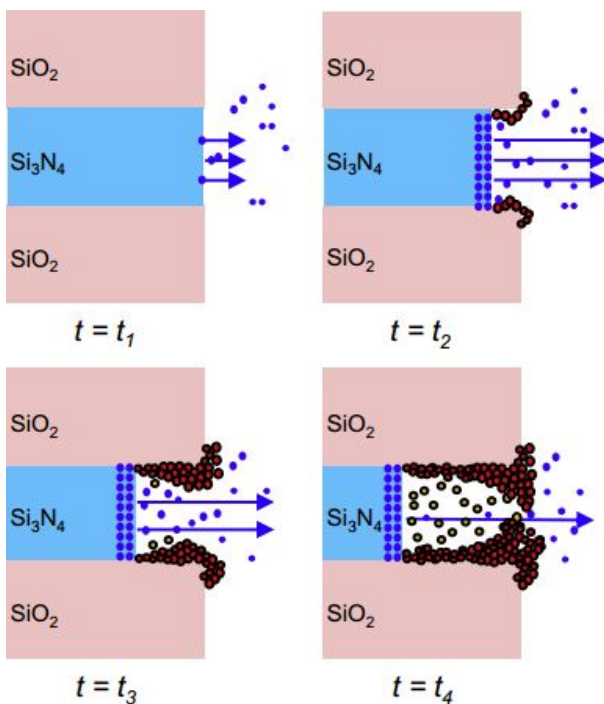 SiO₂
Si₃N₄
SiO₂
t = t₁
SiO₂
Si₃N₄
SiO₂
t = t₂
SiO₂
Si₃N₄
SiO₂
t = t₃
SiO₂
Si₃N₄
SiO₂
t = t₄